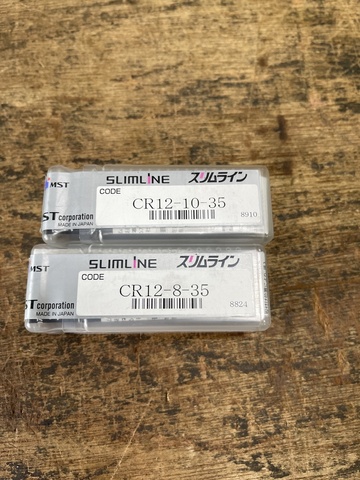 MST
SLIMLINE スリムライン
CODE
CR12-10-35
ST corporation
MADE IN JAPAN
8910
MST
SLIMLINE スリムライン
CODE
CR12-8-35
T corporation
MADE IN JAPAN
8824